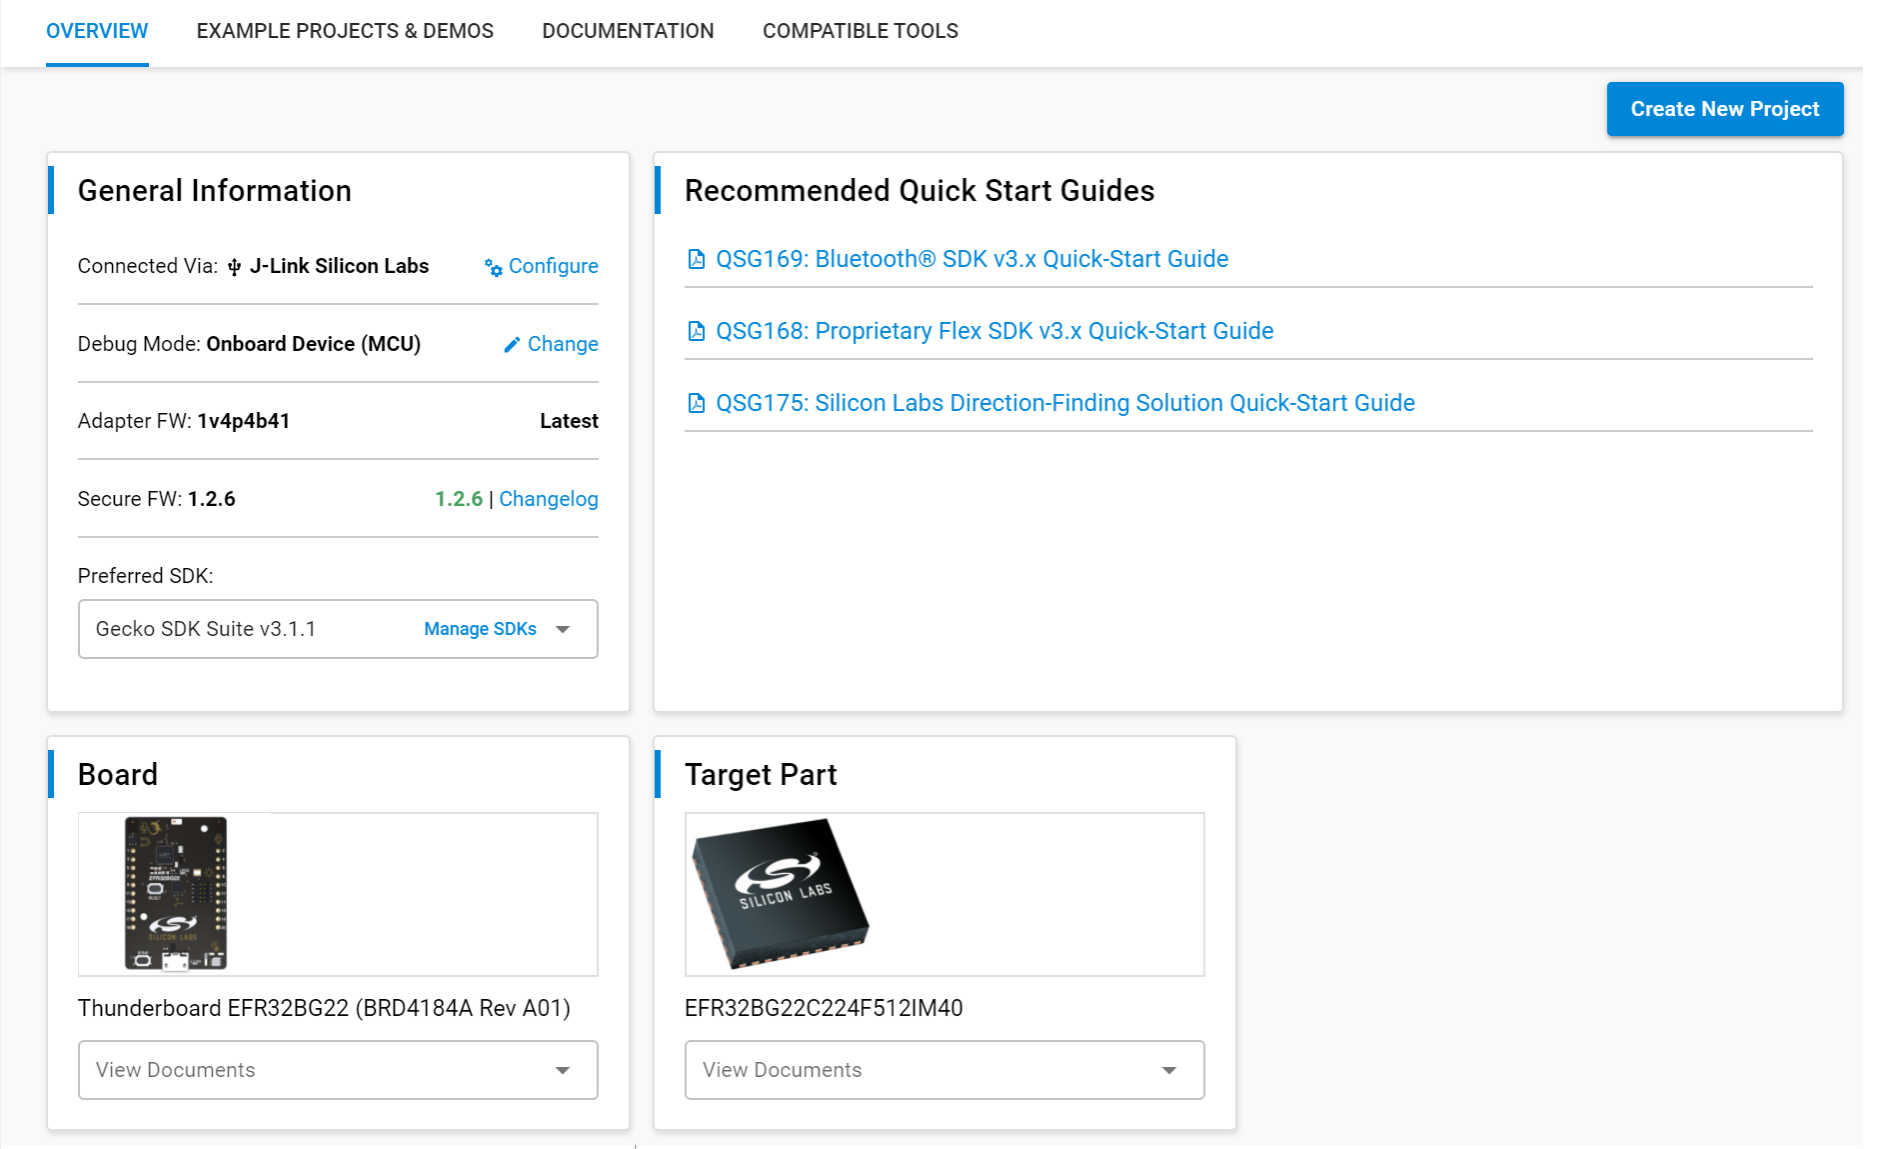 OVERVIEW EXAMPLE PROJECTS & DEMOS DOCUMENTATION COMPATIBLE TOOLS
Create New Project
General Information
Connected Via: J-Link Silicon Labs Configure
Debug Mode: Onboard Device (MCU) Change
Adapter FW: 1v4p4b41 Latest
Secure FW: 1.2.6 1.2.6 | Changelog
Preferred SDK:
Gecko SDK Suite v3.1.1 Manage SDKs
Recommended Quick Start Guides
QSG169: Bluetooth® SDK v3.x Quick-Start Guide
QSG168: Proprietary Flex SDK v3.x Quick-Start Guide
QSG175: Silicon Labs Direction-Finding Solution Quick-Start Guide
Board
EFR32BG22
RESET
SILICON LABS
Thunderboard EFR32BG22 (BRD4184A Rev A01)
View Documents
Target Part
SILICON LABS
EFR32BG22C224F512IM40
View Documents